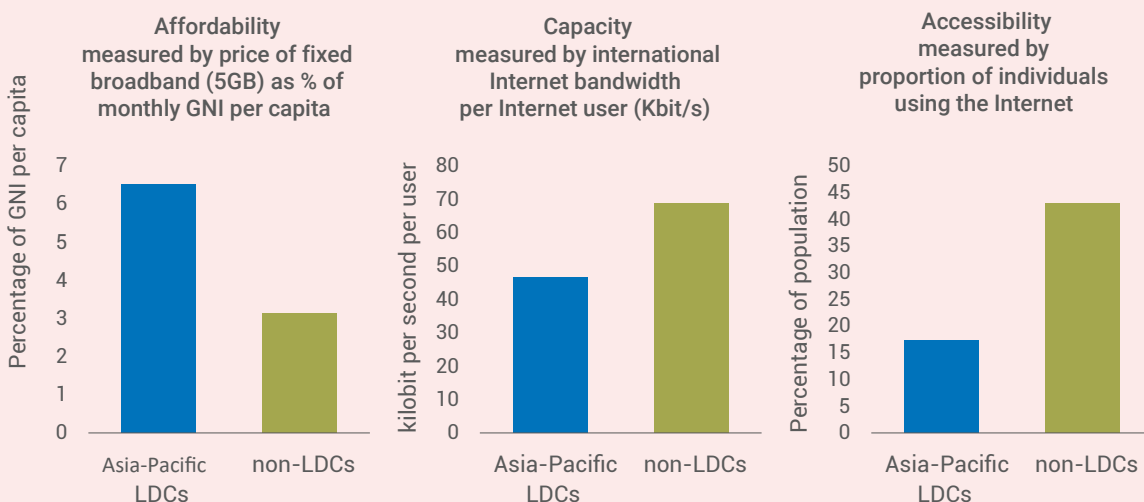 Affordability
measured by price of fixed
broadband (5GB) as % of
monthly GNI per capita
Percentage of GNI per capita
7
6
5
4
3
2
1
0
Asia-Pacific
LDCs
non-LDCs
Capacity
measured by international
Internet bandwidth
per Internet user (Kbit/s)
kilobit per second per user
80
70
60
50
40
30
20
10
0
Asia-Pacific
LDCs
non-LDCs
Accessibility
measured by
proportion of individuals
using the Internet
Percentage of population
50
45
40
35
30
25
20
15
10
5
0
Asia-Pacific
LDCs
non-LDCs